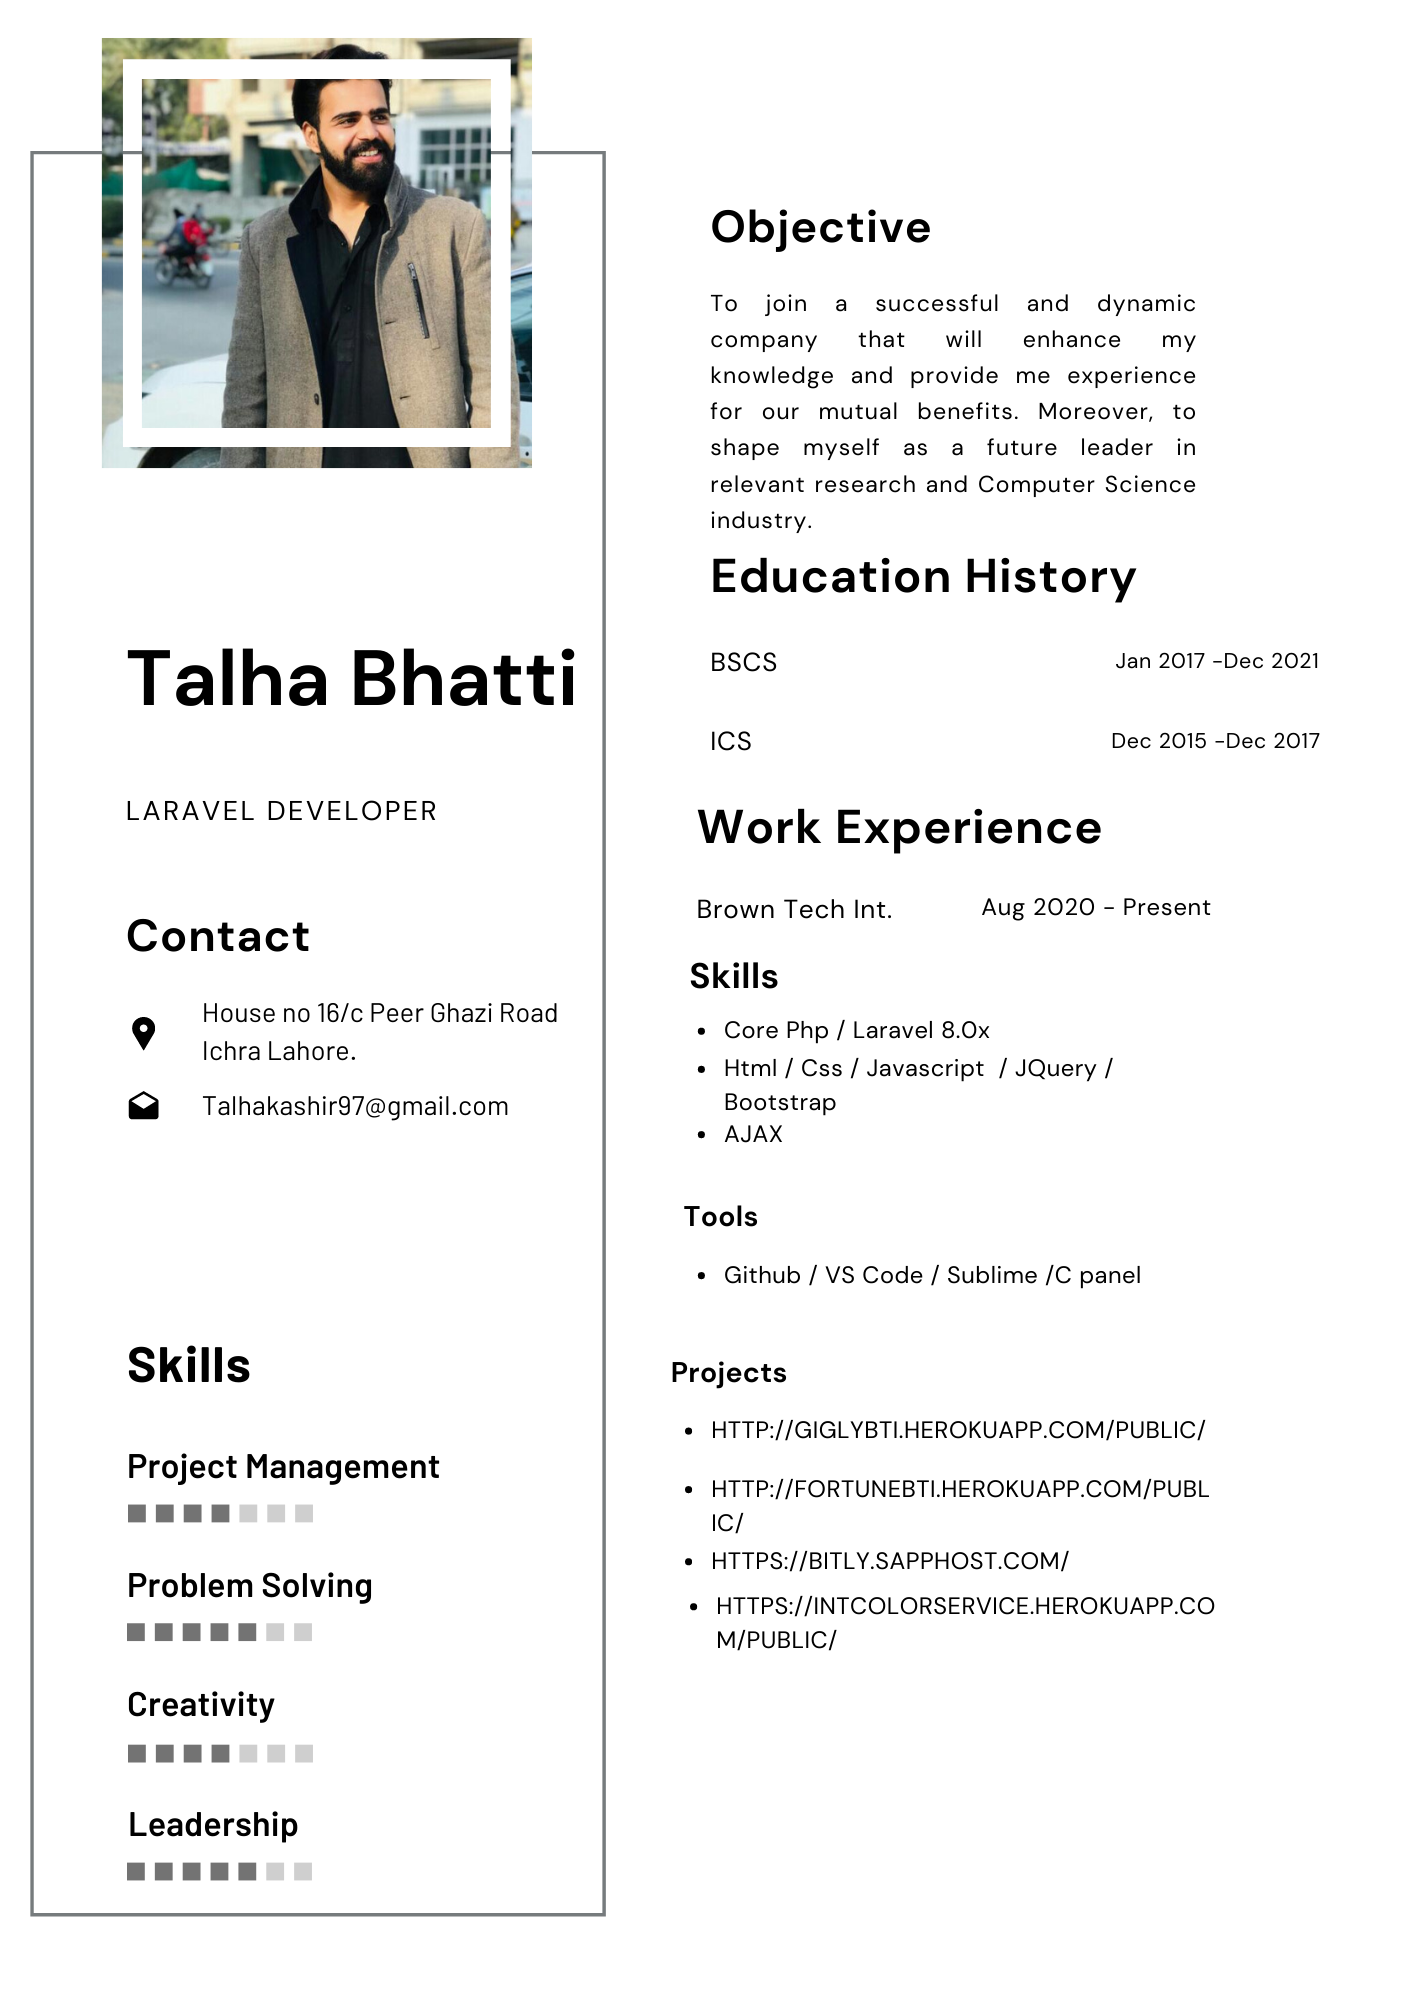 Talha Bhatti
LARAVEL DEVELOPER
Contact
House no 16/c Peer Ghazi Road
Ichra Lahore.
Talhakashir97@gmail.com
Skills
Project Management
Problem Solving
Creativity
Leadership
Objective
To join a successful and dynamic
company that will enhance my
knowledge and provide me experience
for our mutual benefits. Moreover, to
shape myself as a future leader in
relevant research and Computer Science
industry.
Education History
BSCS Jan 2017 -Dec 2021
ICS Dec 2015 -Dec 2017
Work Experience
Brown Tech Int. Aug 2020 - Present
Skills
• Core Php / Laravel 8.0x
• Html / Css / Javascript  / JQuery /
Bootstrap
• AJAX
Tools
• Github / VS Code / Sublime /C panel
Projects
• HTTP://GIGLYBTI.HEROKUAPP.COM/PUBLIC/
• HTTP://FORTUNEBTI.HEROKUAPP.COM/PUBL
IC/
• HTTPS://BITLY.SAPPHOST.COM/
• HTTPS://INTCOLORSERVICE.HEROKUAPP.CO
M/PUBLIC/